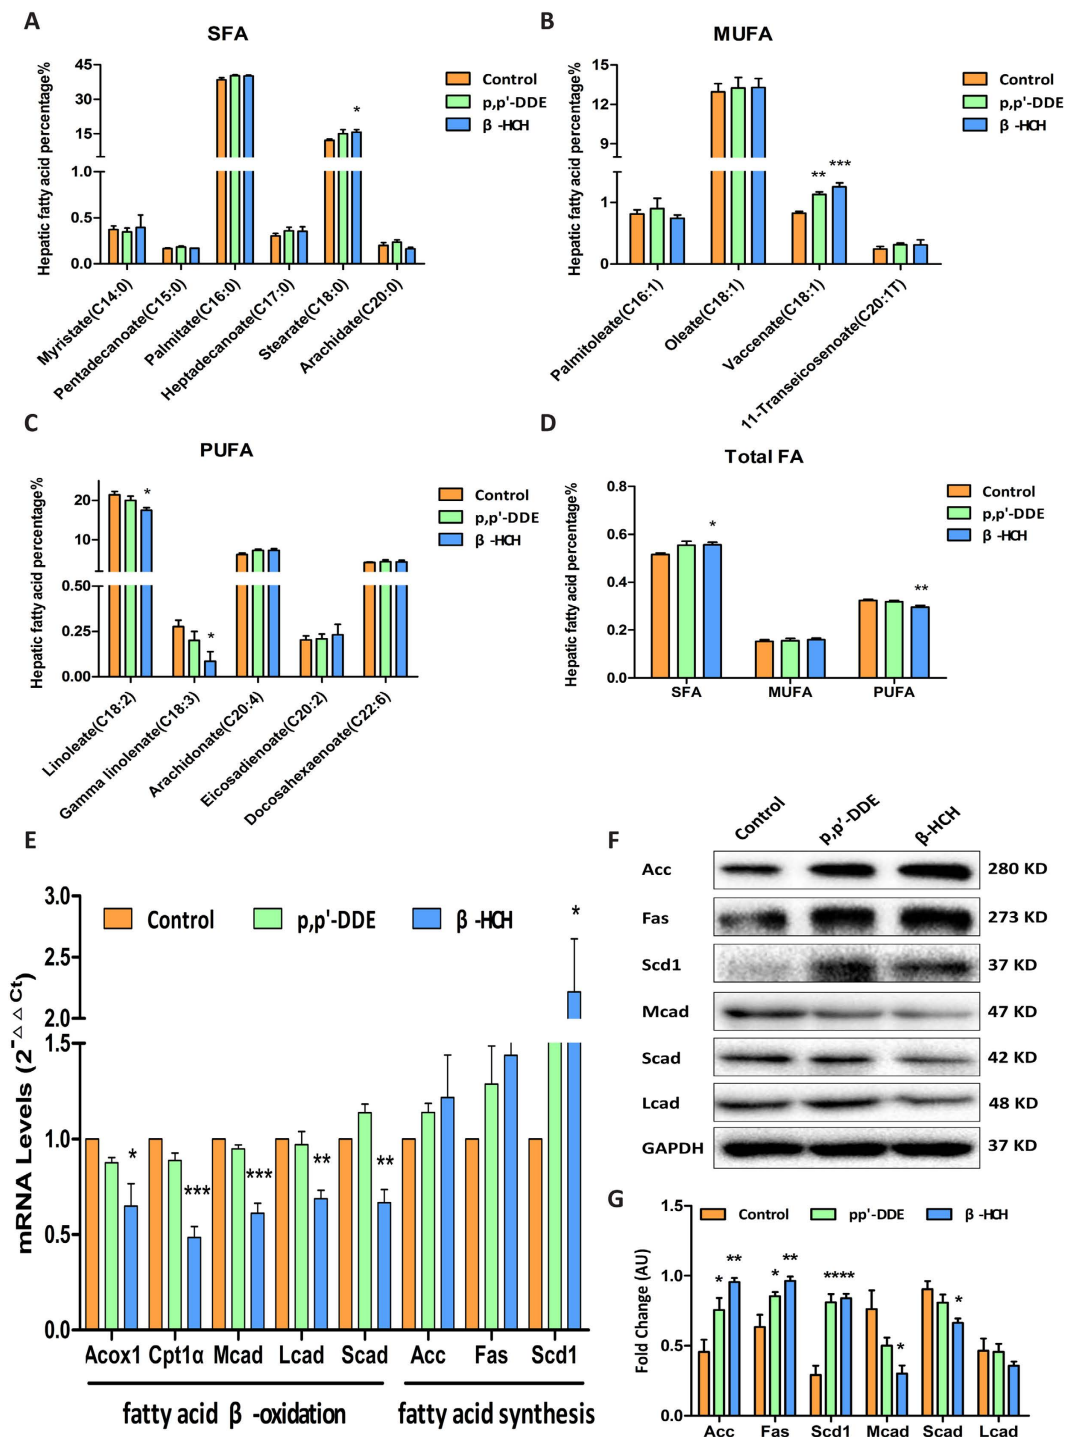 A
SFA
Hepatic fatty acid percentage%
45
30
15
1.0
0.5
0.0
*
Control
p,p'-DDE
β -HCH
Myristate(C14:0)
Pentadecanoate(C15:0)
Palmitate(C16:0)
Heptadecanoate(C17:0)
Stearate(C18:0)
Arachidate(C20:0)
B
MUFA
Hepatic fatty acid percentage%
15
13
9
1
0
** ***
Control
p,p'-DDE
β -HCH
Palmitoleate(C16:1)
Oleate(C18:1)
Vaccenate(C18:1)
11-Transeicosenoate(C20:1T)
C
PUFA
Hepatic fatty acid percentage%
20
10
0.50
0.25
0.00
*
*
Control
p,p'-DDE
β -HCH
Linoleate(C18:2)
Gamma linolenate(C18:3)
Arachidonate(C20:4)
Eicosadienoate(C20:2)
Docosahexaenoate(C22:6)
D
Total FA
Hepatic fatty acid percentage%
0.8
0.6
0.4
0.2
0.0
*
**
Control
p,p'-DDE
β -HCH
SFA MUFA PUFA
E
mRNA Levels (2^-△△Ct)
3.0
2.5
2.0
1.5
1.0
0.5
0.0
Control p,p'-DDE β -HCH
* *** *** ** ** *
Acox1 Cpt1α Mcad Lcad Scad Acc Fas Scd1
fatty acid β -oxidation fatty acid synthesis
F
Control p,p'-DDE β-HCH
Acc 280 KD
Fas 273 KD
Scd1 37 KD
Mcad 47 KD
Scad 42 KD
Lcad 48 KD
GAPDH 37 KD
G
Fold Change (AU)
1.5
1.0
0.5
0.0
Control pp'-DDE β -HCH
* ** * ** **** * *
Acc Fas Scd1 Mcad Scad Lcad